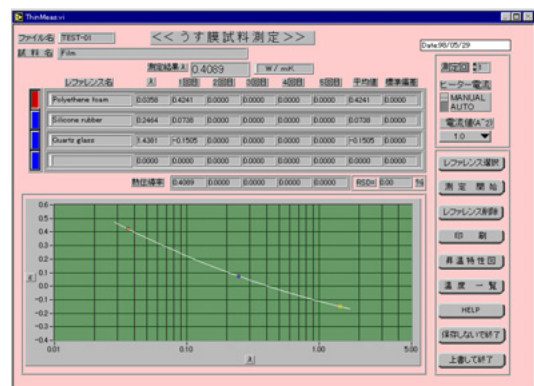 ThinMeaz.vi
ファイル名 TEST-01
<< うす膜試料測定 >>
Date 98/05/29
試料名 Film
測定結果 λ 0.4089 W/mK
レファレンス名 λ 1回目 2回目 3回目 4回目 5回目 平均値 標準偏差
Polyethene foam 0.0358 0.4241 0.0000 0.0000 0.0000 0.0000 0.4241 0.0000
Silicone rubber 0.2464 0.0738 0.0000 0.0000 0.0000 0.0000 0.0738 0.0000
Quartz glass 1.4381 -0.1505 0.0000 0.0000 0.0000 0.0000 -0.1505 0.0000
0.0000 0.0000 0.0000 0.0000 0.0000 0.0000 0.0000 0.0000
熱伝導率 0.4089 0.0000 0.0000 0.0000 0.0000 RSD= 0.00 %
測定回 3
ヒーター電流
MANUAL
AUTO
電流値(A^2)
1.0
レファレンス選択
測定開始
レファレンス削除
印刷
昇温特性図
温度一覧
HELP
保存しないで終了
上書して終了
0.6
0.5
0.4
0.3
0.2
0.1
0.0
-0.1
-0.2
-0.3
-0.4
ε
0.01 0.10 1.00 5.00
λ